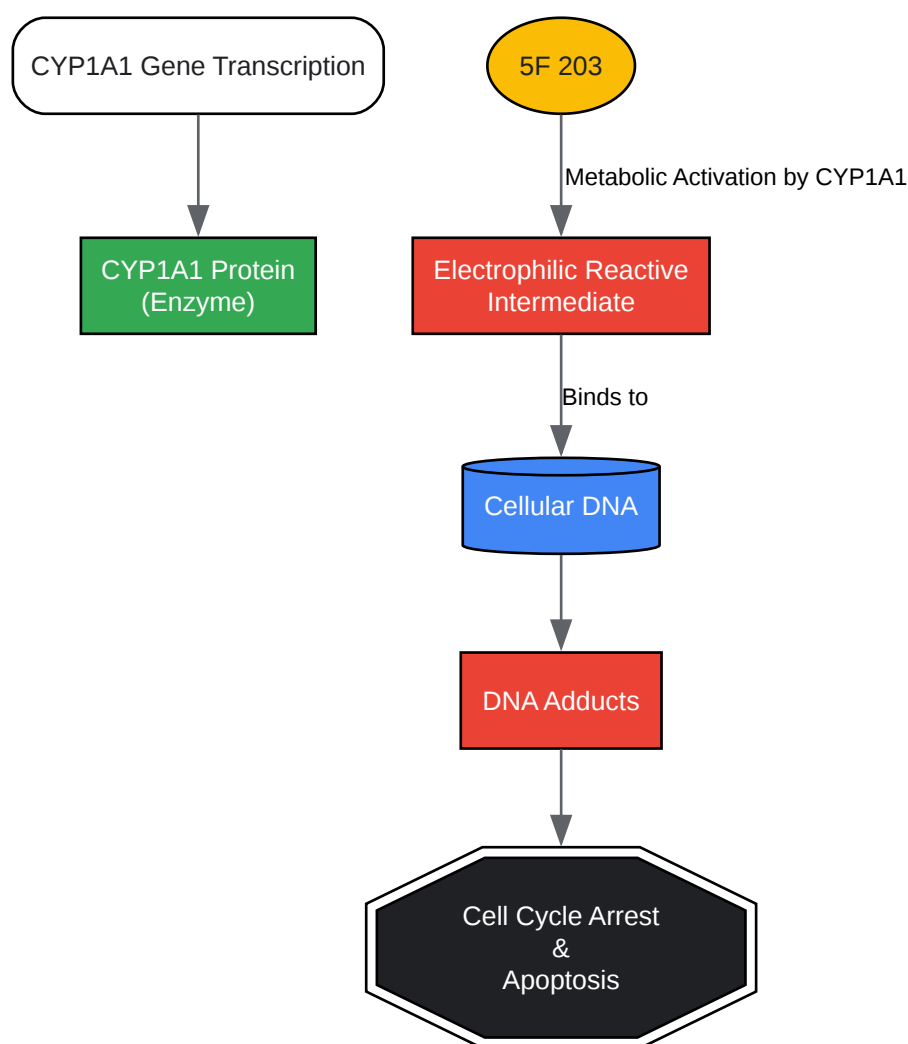 CYP1A1 Gene Transcription
5F 203
Metabolic Activation by CYP1A1
CYP1A1 Protein
(Enzyme)
Electrophilic Reactive
Intermediate
Binds to
Cellular DNA
DNA Adducts
Cell Cycle Arrest
&
Apoptosis